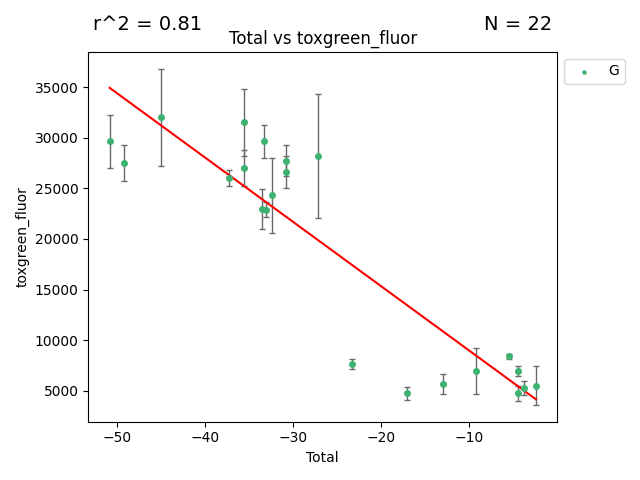 r^2 = 0.81
N = 22
Total vs toxgreen_fluor
G
35000
30000
25000
20000
15000
10000
5000
toxgreen_fluor
−50
−40
−30
−20
−10
Total